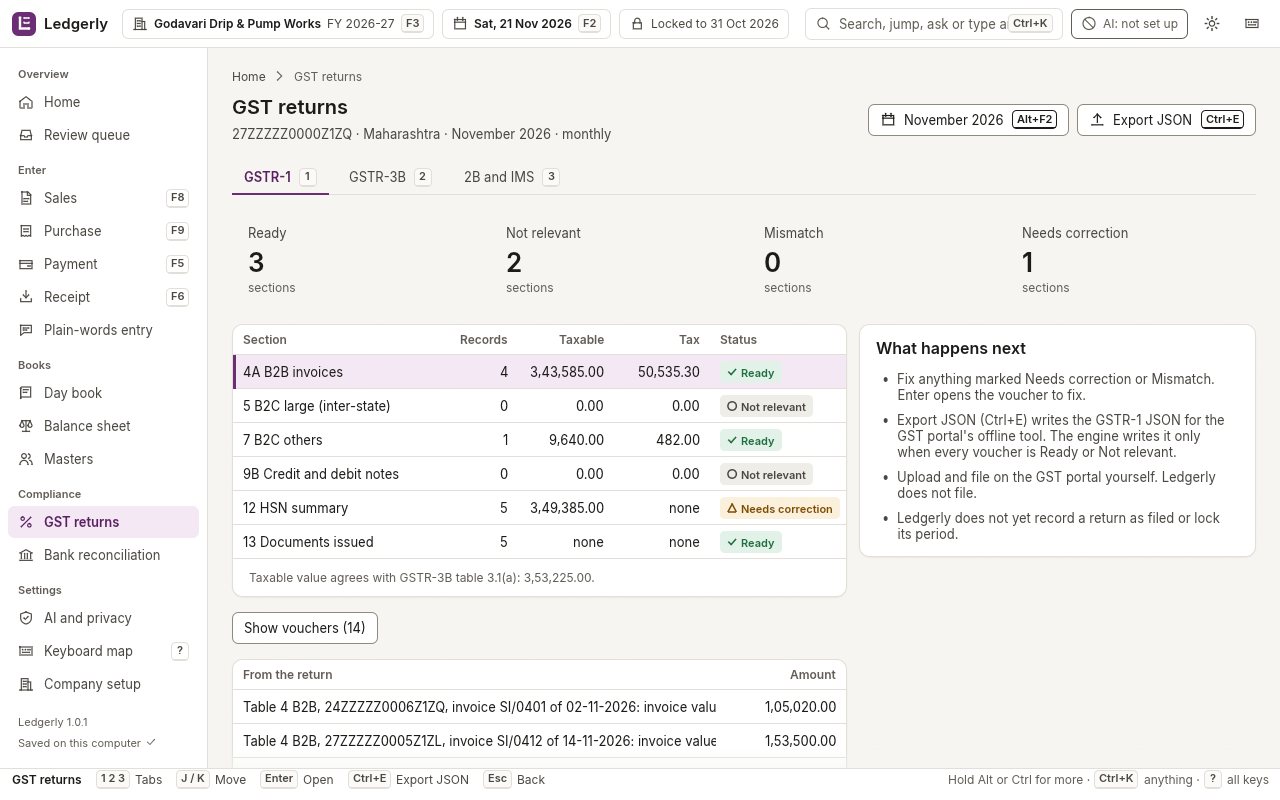 Ledgerly
Godavari Drip & Pump Works FY 2026-27 F3
Sat, 21 Nov 2026 F2
Locked to 31 Oct 2026
Search, jump, ask or type a Ctrl+K
AI: not set up
Overview
Home
Review queue
Enter
Sales F8
Purchase F9
Payment F5
Receipt F6
Plain-words entry
Books
Day book
Balance sheet
Masters
Compliance
GST returns
Bank reconciliation
Settings
AI and privacy
Keyboard map ?
Company setup
Ledgerly 1.0.1
Saved on this computer
Home GST returns
GST returns
27ZZZZZ0000Z1ZQ · Maharashtra · November 2026 · monthly
November 2026 Alt+F2
Export JSON Ctrl+E
GSTR-1 1 GSTR-3B 2 2B and IMS 3
Ready Not relevant Mismatch Needs correction
3 2 0 1
sections sections sections sections
Section Records Taxable Tax Status
4A B2B invoices 4 3,43,585.00 50,535.30 Ready
5 B2C large (inter-state) 0 0.00 0.00 Not relevant
7 B2C others 1 9,640.00 482.00 Ready
9B Credit and debit notes 0 0.00 0.00 Not relevant
12 HSN summary 5 3,49,385.00 none Needs correction
13 Documents issued 5 none none Ready
Taxable value agrees with GSTR-3B table 3.1(a): 3,53,225.00.
What happens next
• Fix anything marked Needs correction or Mismatch.
Enter opens the voucher to fix.
• Export JSON (Ctrl+E) writes the GSTR-1 JSON for the
GST portal's offline tool. The engine writes it only
when every voucher is Ready or Not relevant.
• Upload and file on the GST portal yourself. Ledgerly
does not file.
• Ledgerly does not yet record a return as filed or lock
its period.
Show vouchers (14)
From the return Amount
Table 4 B2B, 24ZZZZZ0006Z1ZQ, invoice SI/0401 of 02-11-2026: invoice valu 1,05,020.00
Table 4 B2B, 27ZZZZZ0005Z1ZL, invoice SI/0412 of 14-11-2026: invoice value 1,53,500.00
GST returns 1 2 3 Tabs J / K Move Enter Open Ctrl+E Export JSON Esc Back
Hold Alt or Ctrl for more · Ctrl+K anything · ? all keys